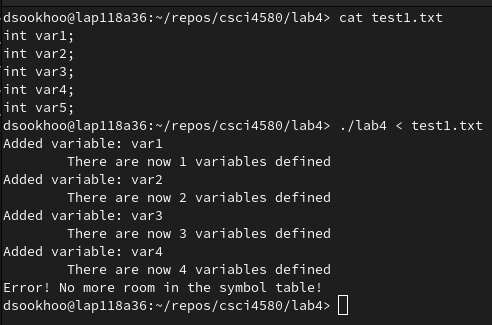 dsookhoo@lap118a36:~/repos/csci4580/lab4> cat test1.txt
int var1;
int var2;
int var3;
int var4;
int var5;
dsookhoo@lap118a36:~/repos/csci4580/lab4> ./lab4 < test1.txt
Added variable: var1
        There are now 1 variables defined
Added variable: var2
        There are now 2 variables defined
Added variable: var3
        There are now 3 variables defined
Added variable: var4
        There are now 4 variables defined
Error! No more room in the symbol table!
dsookhoo@lap118a36:~/repos/csci4580/lab4>